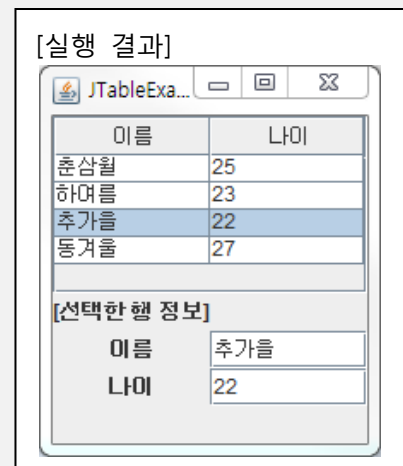 [실행 결과]
JTableExa...
이름 나이
춘삼월 25
하여름 23
추가을 22
동겨울 27
[선택한 행 정보]
이름 추가을
나이 22